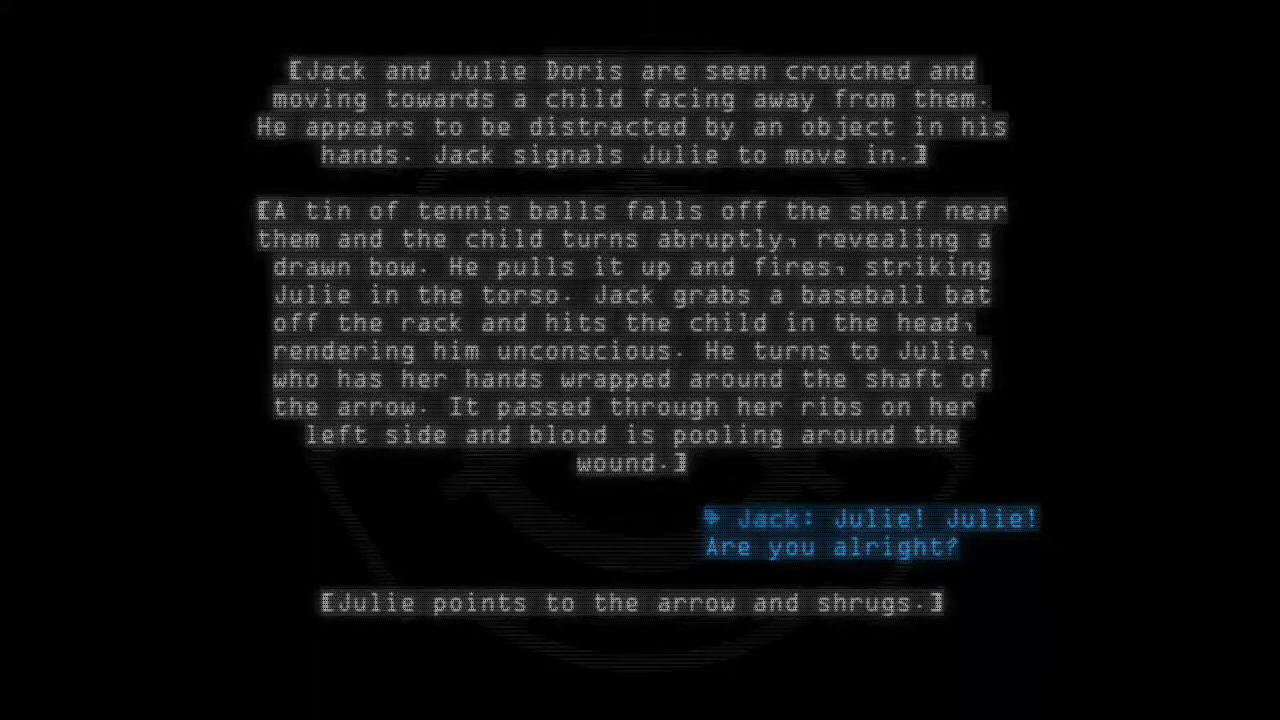 [Jack and Julie Doris are seen crouched and
moving towards a child facing away from them.
He appears to be distracted by an object in his
hands. Jack signals Julie to move in.]
[A tin of tennis balls falls off the shelf near
them and the child turns abruptly, revealing a
drawn bow. He pulls it up and fires, striking
Julie in the torso. Jack grabs a baseball bat
off the rack and hits the child in the head,
rendering him unconscious. He turns to Julie,
who has her hands wrapped around the shaft of
the arrow. It passed through her ribs on her
left side and blood is pooling around the
wound.]
► Jack: Julie! Julie!
Are you alright?
[Julie points to the arrow and shrugs.]